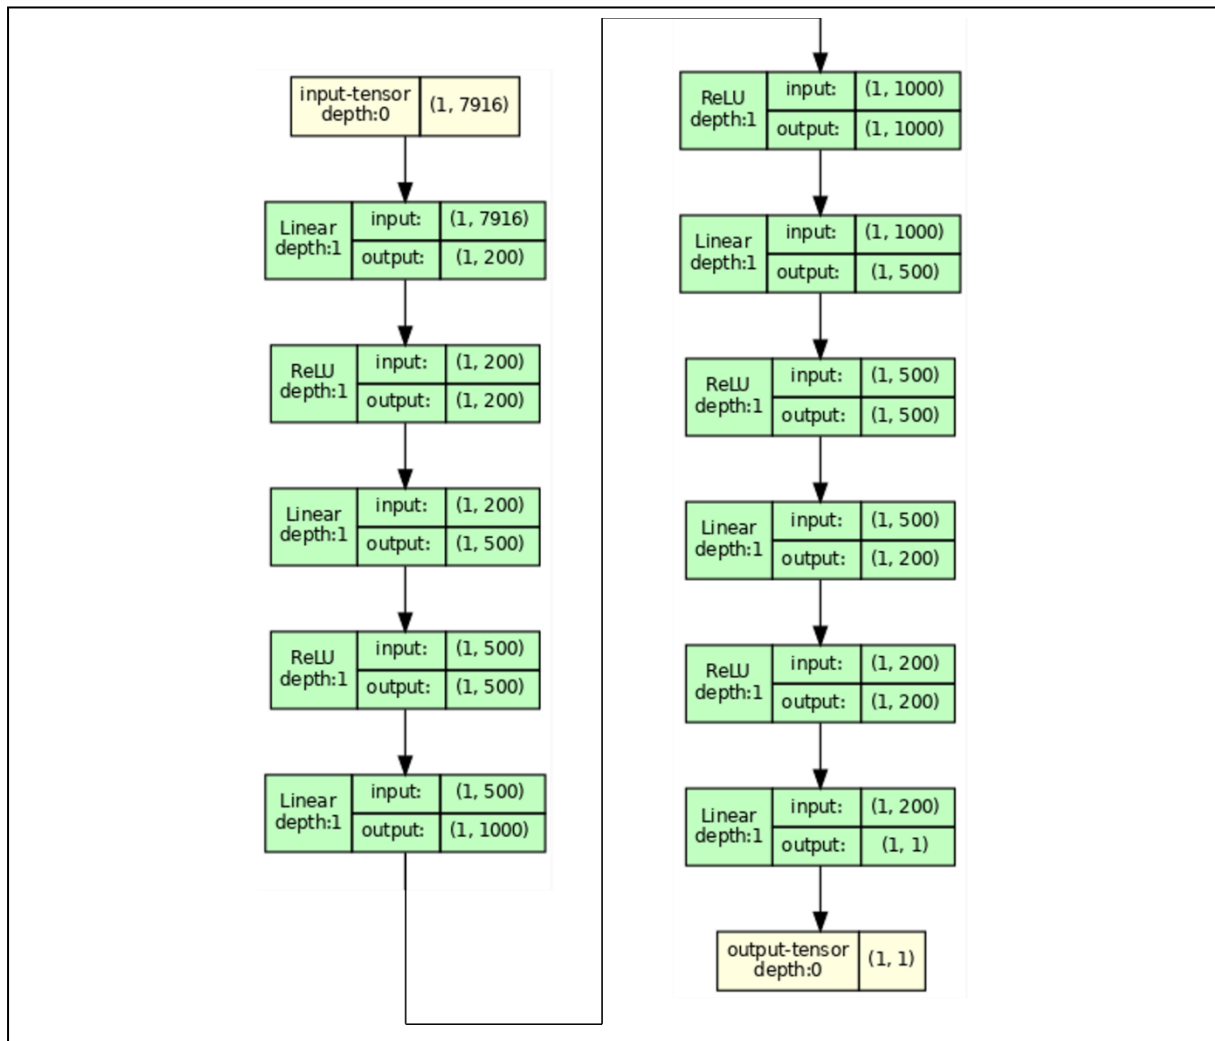 input-tensor
depth:0
(1, 7916)
Linear
depth:1
input:
(1, 7916)
output:
(1, 200)
ReLU
depth:1
input:
(1, 200)
output:
(1, 200)
Linear
depth:1
input:
(1, 200)
output:
(1, 500)
ReLU
depth:1
input:
(1, 500)
output:
(1, 500)
Linear
depth:1
input:
(1, 500)
output:
(1, 1000)
ReLU
depth:1
input:
(1, 1000)
output:
(1, 1000)
Linear
depth:1
input:
(1, 1000)
output:
(1, 500)
ReLU
depth:1
input:
(1, 500)
output:
(1, 500)
Linear
depth:1
input:
(1, 500)
output:
(1, 200)
ReLU
depth:1
input:
(1, 200)
output:
(1, 200)
Linear
depth:1
input:
(1, 200)
output:
(1, 1)
output-tensor
depth:0
(1, 1)